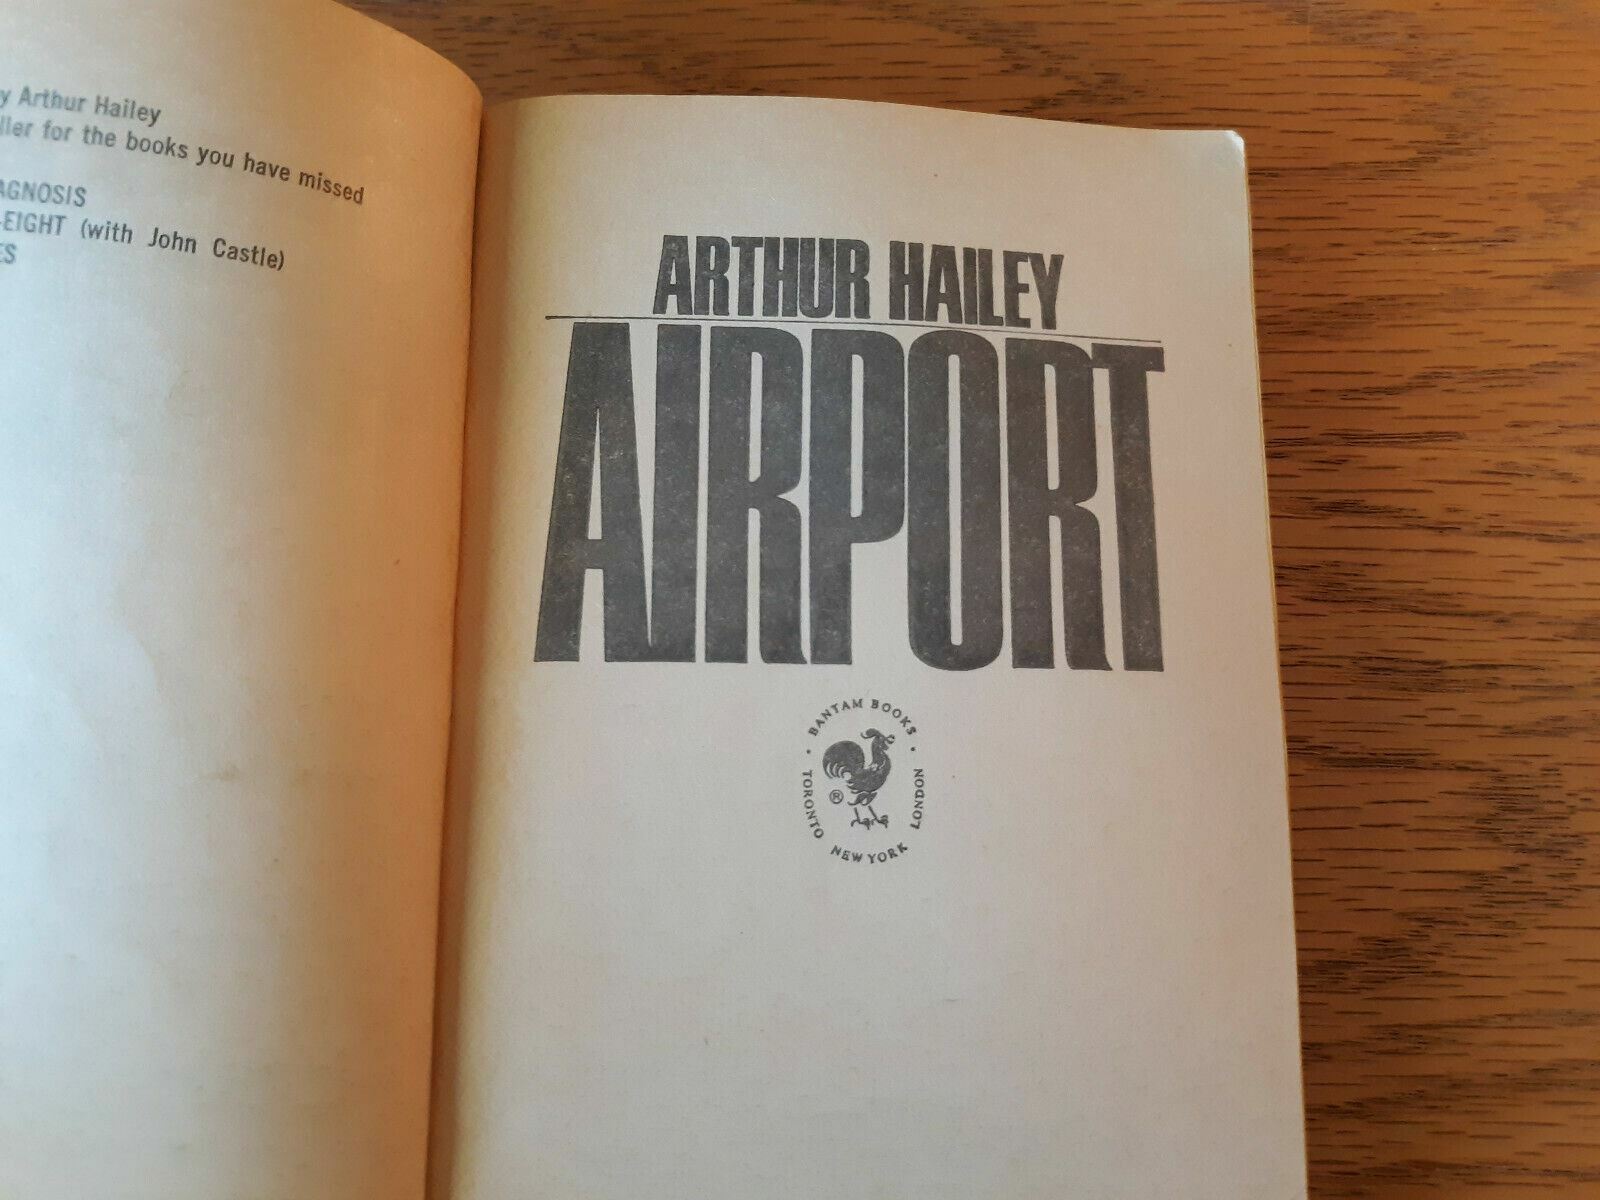 y Arthur Hailey
ller for the books you have missed
AGNOSIS
-EIGHT (with John Castle)
ES
ARTHUR HAILEY
AIRPORT
· BANTAM BOOKS ·
TORONTO NEW YORK LONDON
®